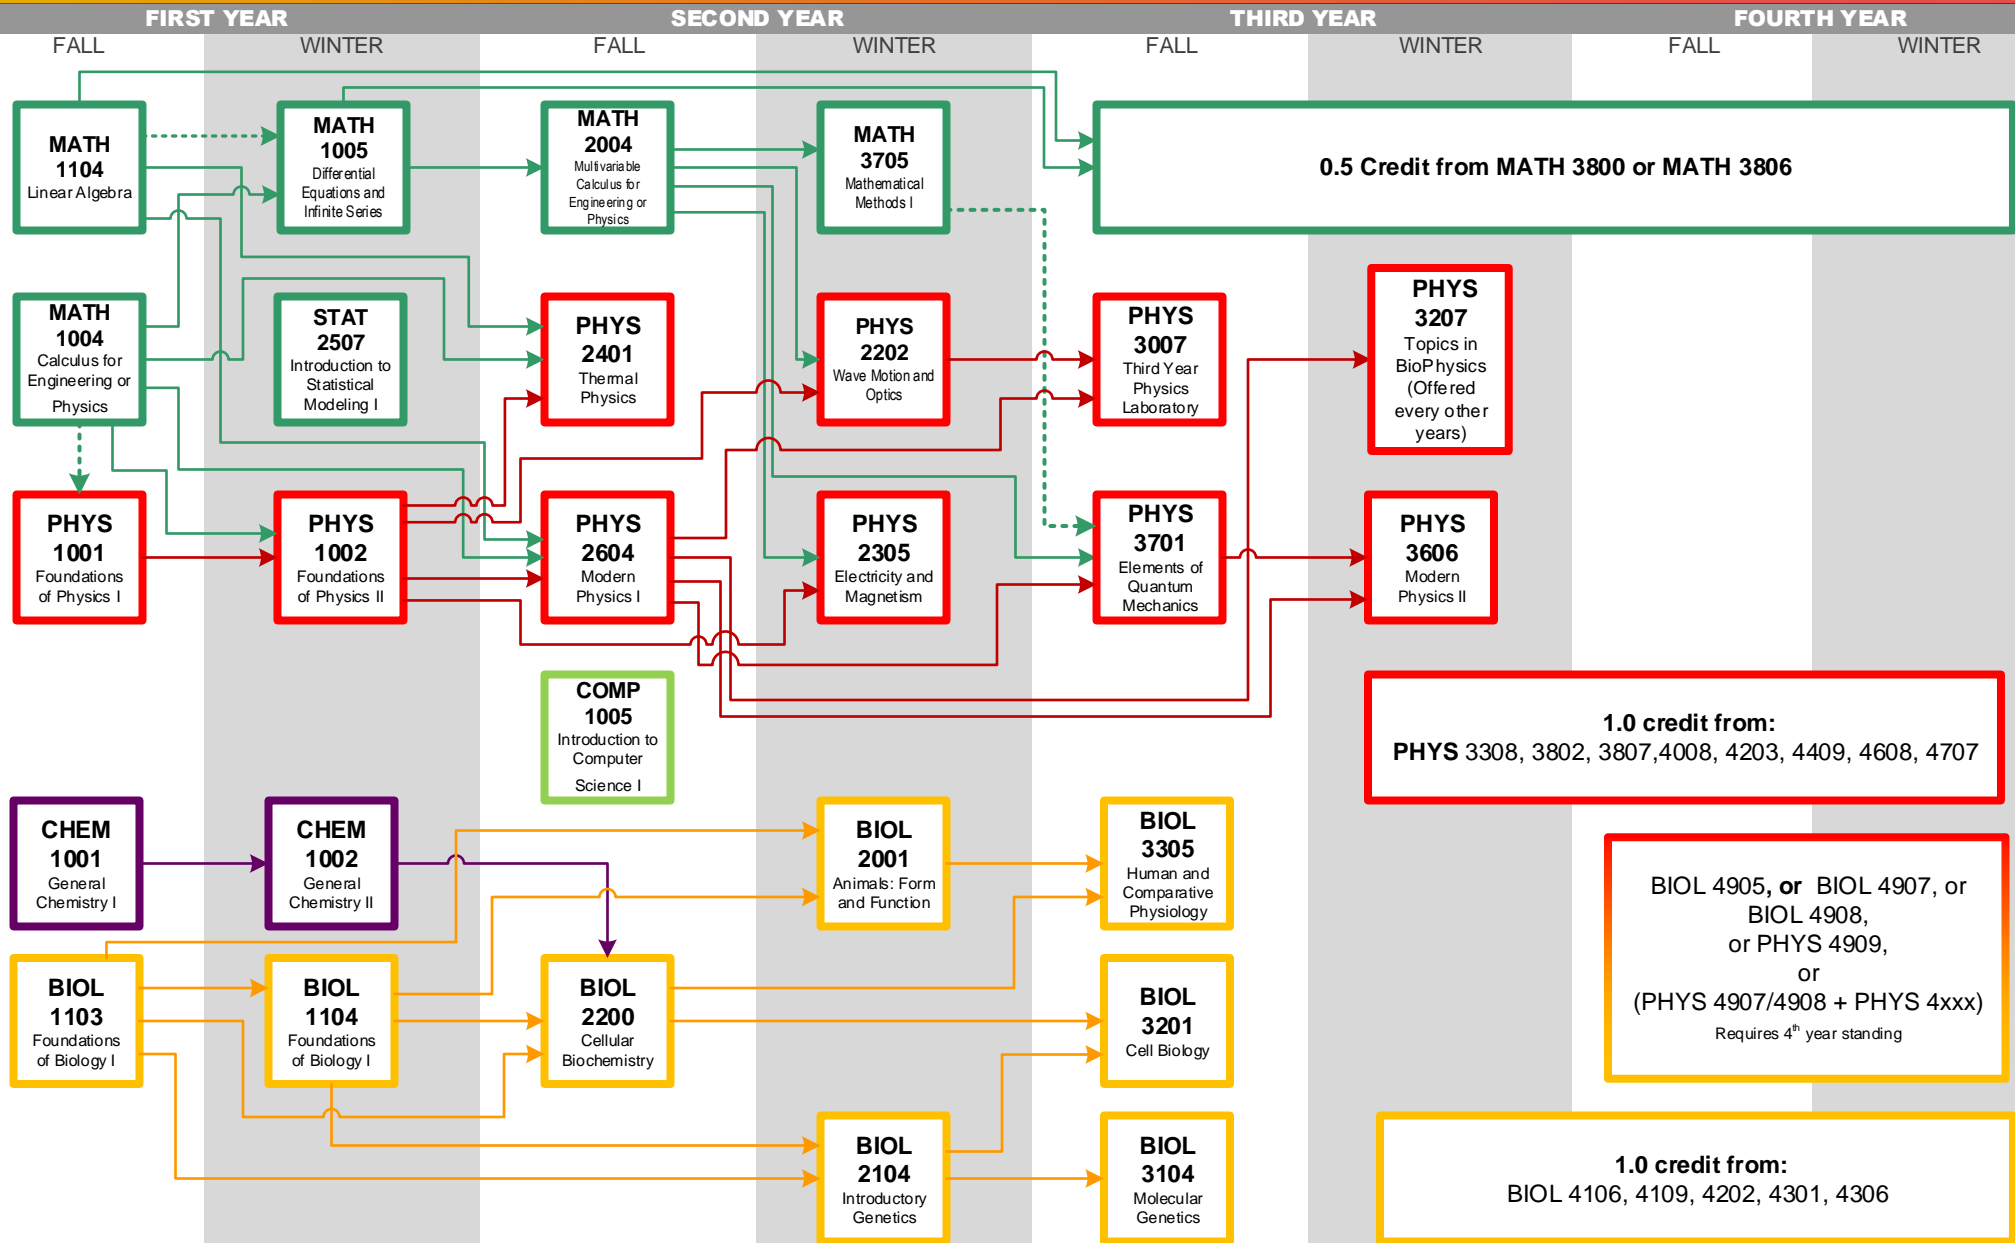 FIRST YEAR
SECOND YEAR
THIRD YEAR
FOURTH YEAR
FALL
WINTER
FALL
WINTER
FALL
WINTER
FALL
WINTER
MATH
1104
Linear Algebra
MATH
1005
Differential
Equations and
Infinite Series
MATH
2004
Multivariable
Calculus for
Engineering or
Physics
MATH
3705
Mathematical
Methods I
0.5 Credit from MATH 3800 or MATH 3806
MATH
1004
Calculus for
Engineering or
Physics
STAT
2507
Introduction to
Statistical
Modeling I
PHYS
2401
Thermal
Physics
PHYS
2202
Wave Motion and
Optics
PHYS
3007
Third Year
Physics
Laboratory
PHYS
3207
Topics in
BioPhysics
(Offered
every other
years)
PHYS
1001
Foundations
of Physics I
PHYS
1002
Foundations
of Physics II
PHYS
2604
Modern
Physics I
PHYS
2305
Electricity and
Magnetism
PHYS
3701
Elements of
Quantum
Mechanics
PHYS
3606
Modern
Physics II
COMP
1005
Introduction to
Computer
Science I
1.0 credit from:
PHYS 3308, 3802, 3807,4008, 4203, 4409, 4608, 4707
CHEM
1001
General
Chemistry I
CHEM
1002
General
Chemistry II
BIOL
2001
Animals: Form
and Function
BIOL
3305
Human and
Comparative
Physiology
BIOL 4905, or BIOL 4907, or
BIOL 4908,
or PHYS 4909,
or
(PHYS 4907/4908 + PHYS 4xxx)
Requires 4th year standing
BIOL
1103
Foundations
of Biology I
BIOL
1104
Foundations
of Biology I
BIOL
2200
Cellular
Biochemistry
BIOL
3201
Cell Biology
BIOL
2104
Introductory
Genetics
BIOL
3104
Molecular
Genetics
1.0 credit from:
BIOL 4106, 4109, 4202, 4301, 4306